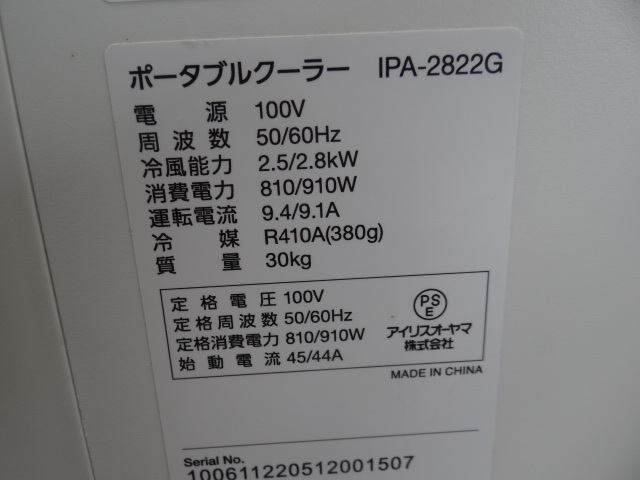 ポータブルクーラー IPA-2822G
電源 100V
周波数 50/60Hz
冷風能力 2.5/2.8kW
消費電力 810/910W
運転電流 9.4/9.1A
冷媒 R410A(380g)
質量 30kg
定格電圧 100V
定格周波数 50/60Hz
定格消費電力 810/910W
始動電流 45/44A
PS
E
アイリスオーヤマ
株式会社
MADE IN CHINA
Serial No.
100611220512001507